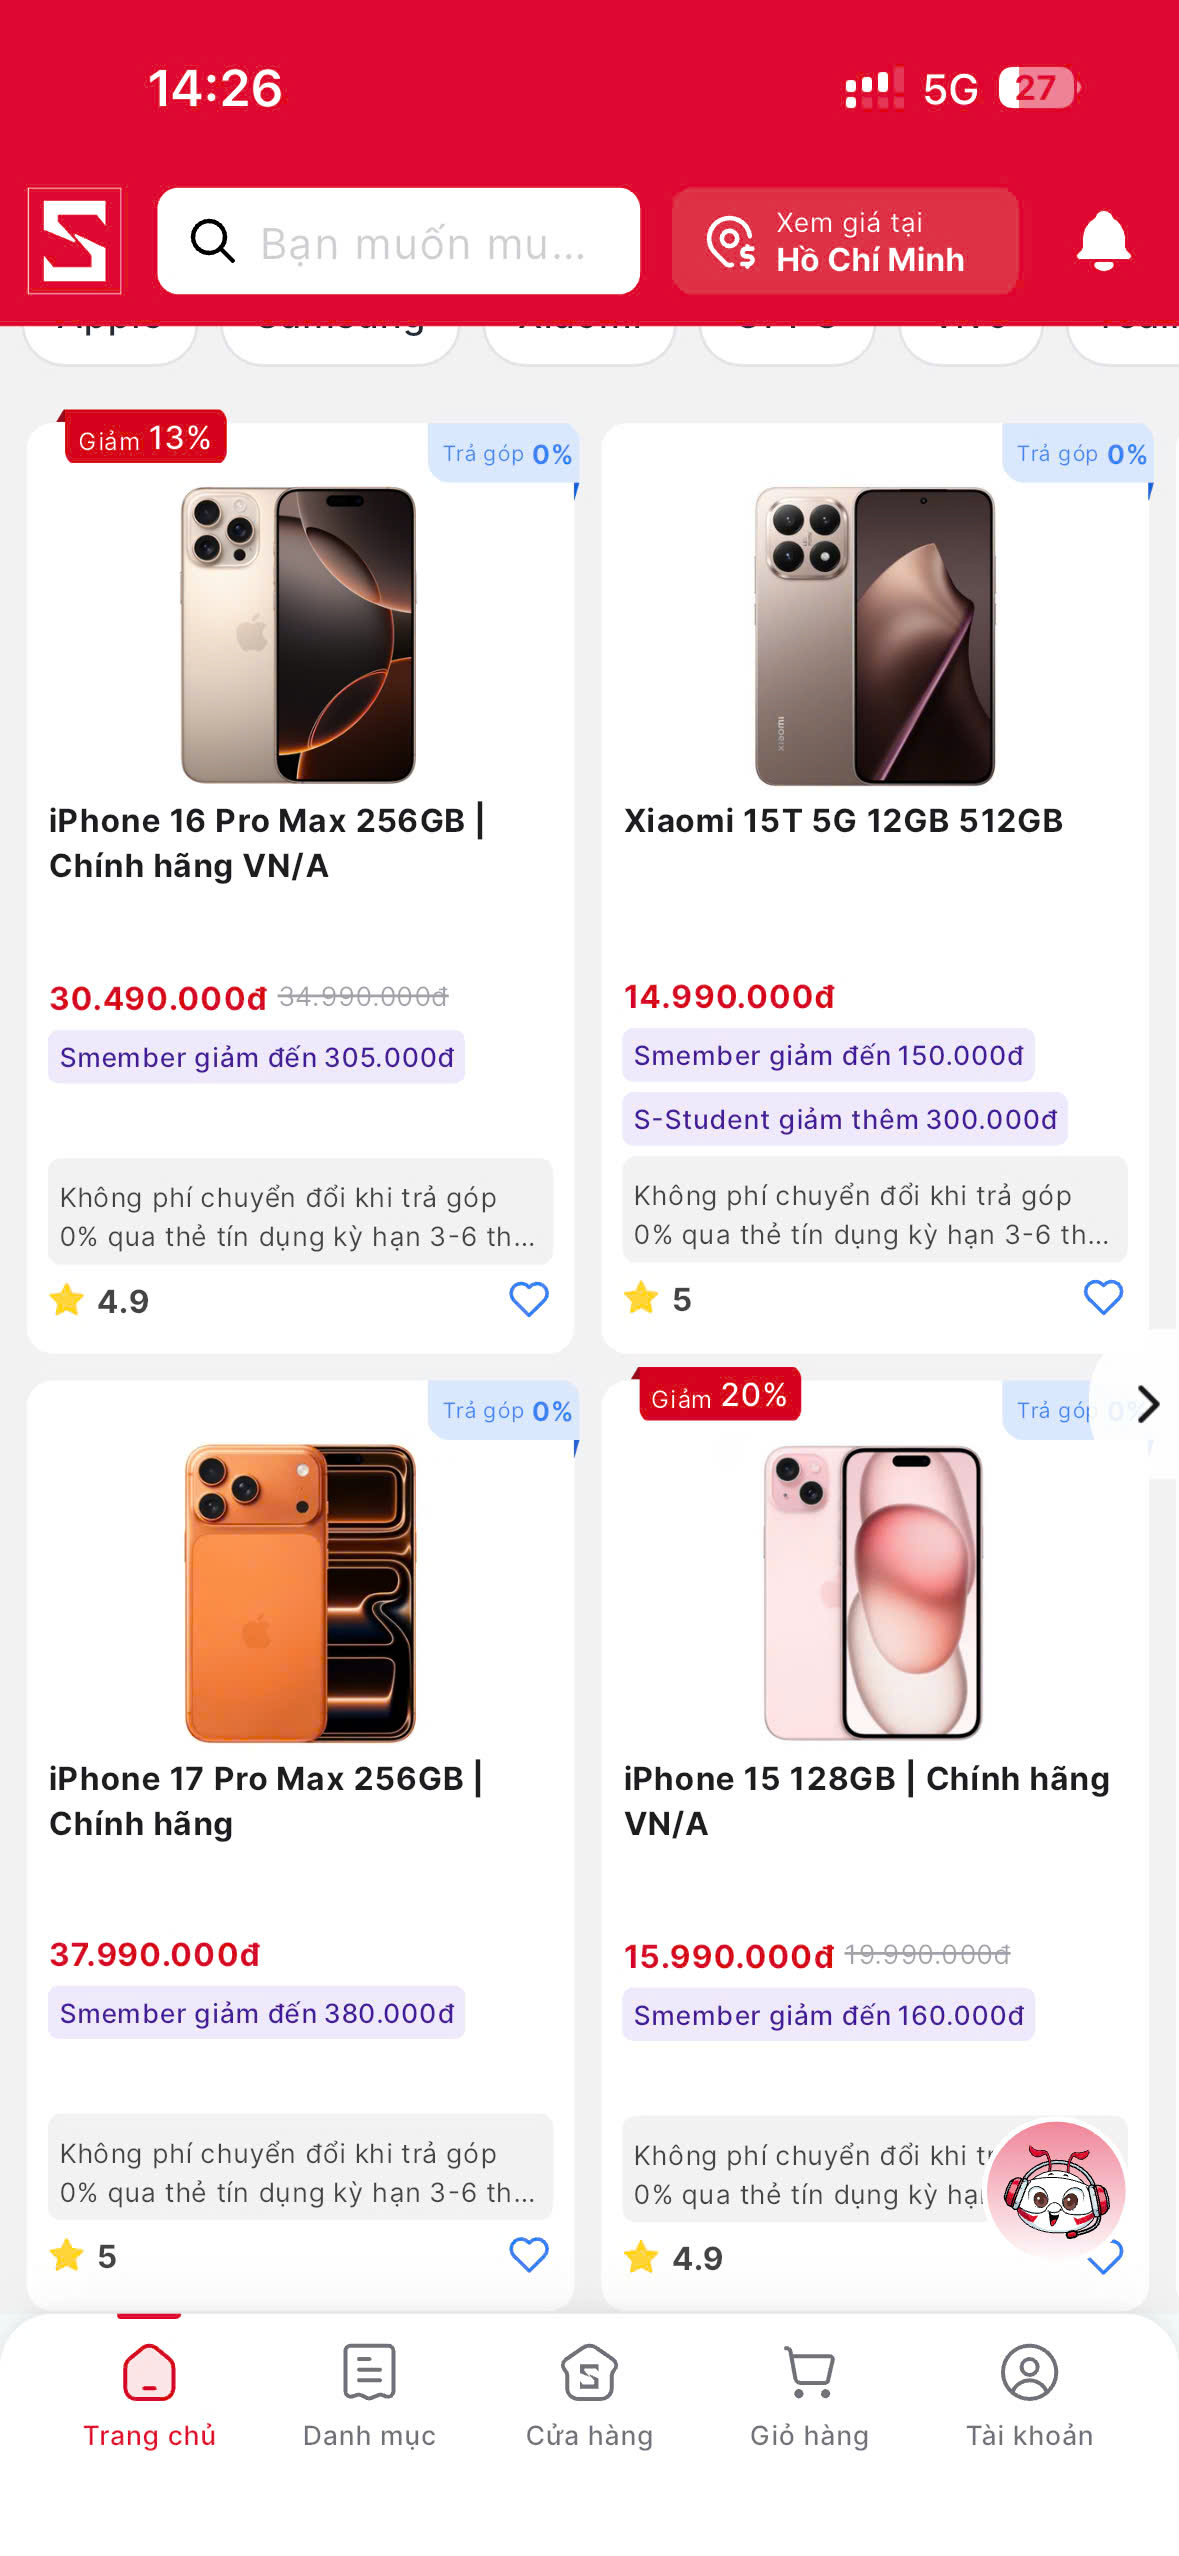 14:26
5G 27
Bạn muốn mu...
Xem giá tại
Hồ Chí Minh
Giảm 13%
Trả góp 0%
iPhone 16 Pro Max 256GB |
Chính hãng VN/A
30.490.000đ 34.990.000đ
Smember giảm đến 305.000đ
Không phí chuyển đổi khi trả góp
0% qua thẻ tín dụng kỳ hạn 3-6 th...
4.9
Trả góp 0%
xiaomi
Xiaomi 15T 5G 12GB 512GB
14.990.000đ
Smember giảm đến 150.000đ
S-Student giảm thêm 300.000đ
Không phí chuyển đổi khi trả góp
0% qua thẻ tín dụng kỳ hạn 3-6 th...
5
Trả góp 0%
iPhone 17 Pro Max 256GB |
Chính hãng
37.990.000đ
Smember giảm đến 380.000đ
Không phí chuyển đổi khi trả góp
0% qua thẻ tín dụng kỳ hạn 3-6 th...
5
Giảm 20%
Trả góp 0%
iPhone 15 128GB | Chính hãng
VN/A
15.990.000đ 19.990.000đ
Smember giảm đến 160.000đ
Không phí chuyển đổi khi
0% qua thẻ tín dụng kỳ
4.9
Trang chủ
Danh mục
Cửa hàng
Giỏ hàng
Tài khoản